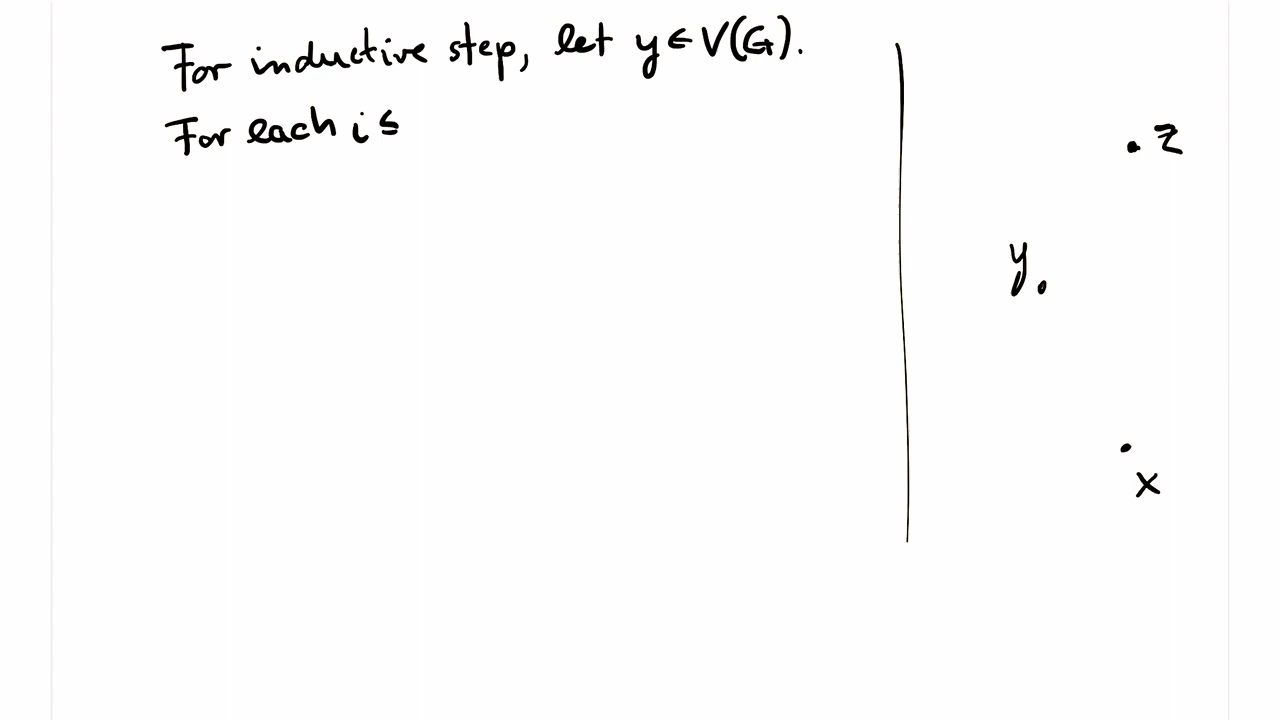 For inductive step, let y ∈ V(G).
For each i ≤
z
y
x